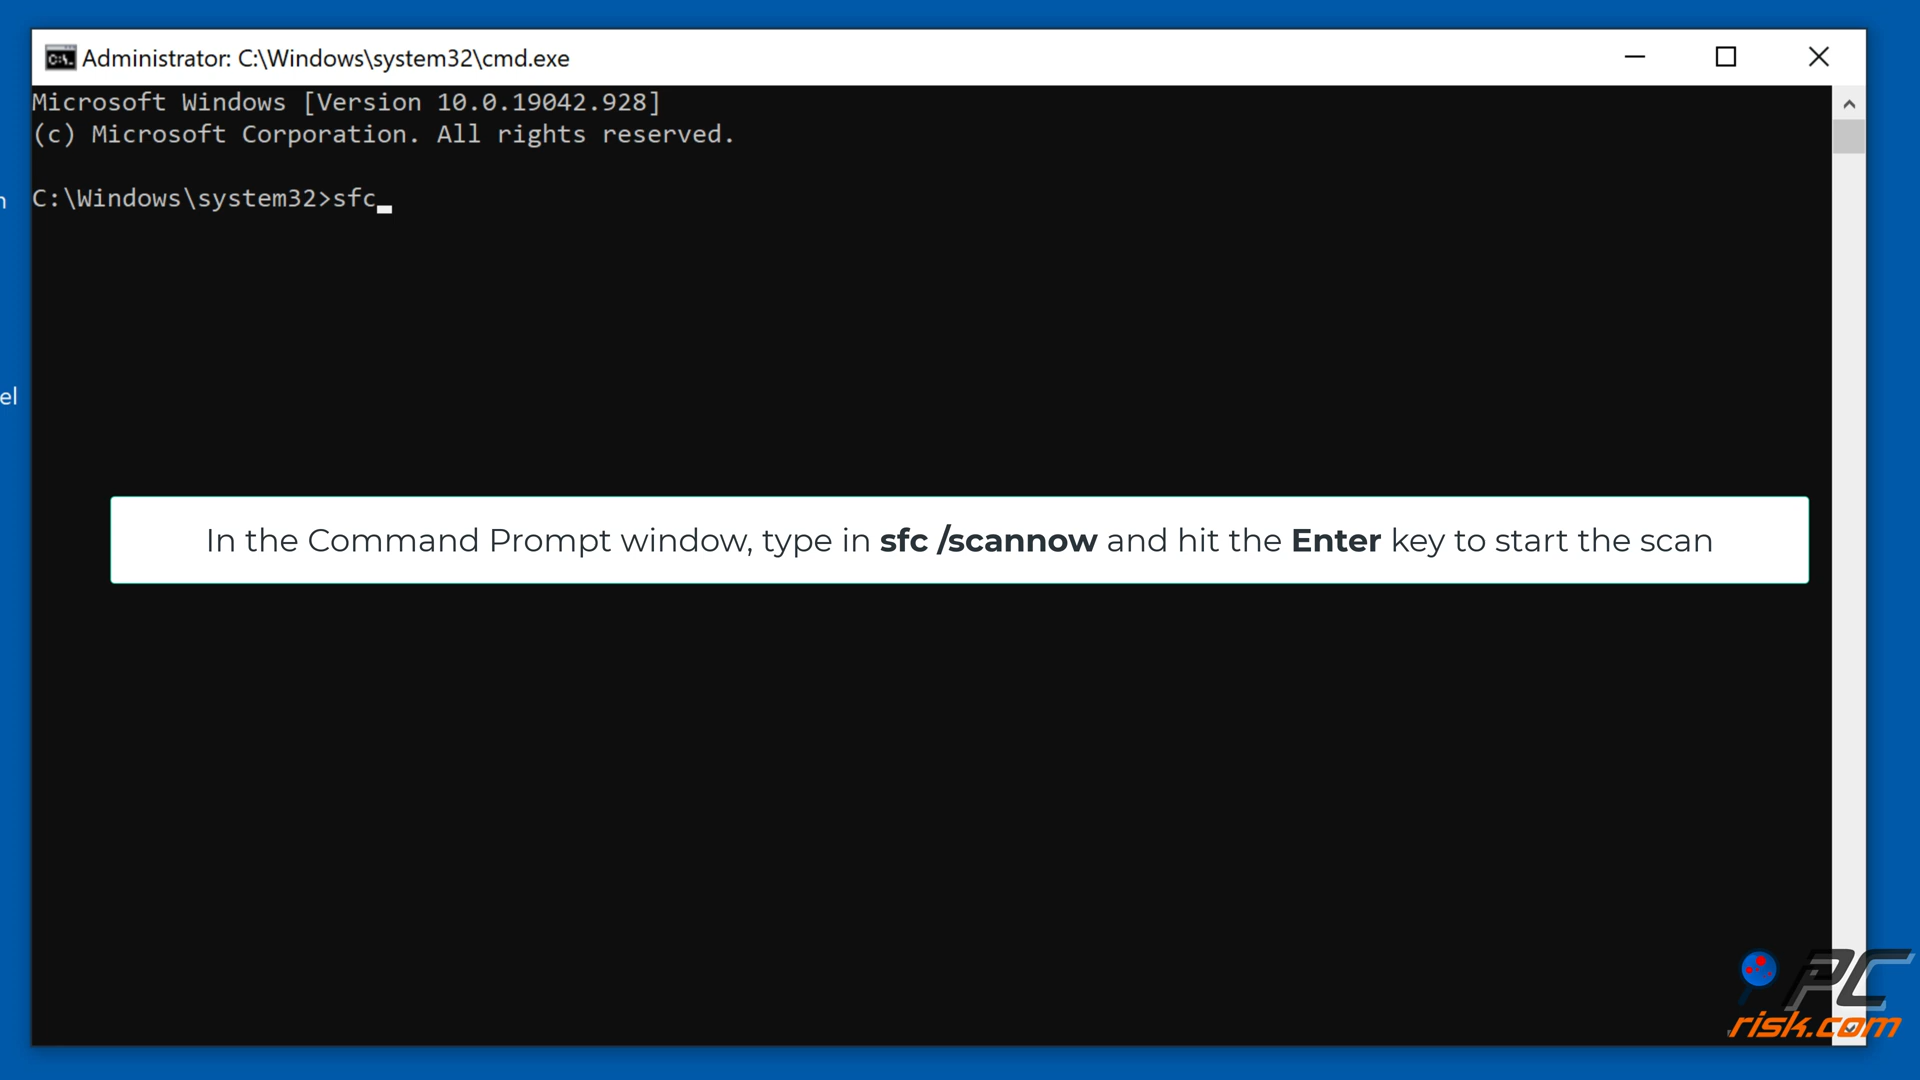 Administrator: C:\Windows\system32\cmd.exe
Microsoft Windows [Version 10.0.19042.928]
(c) Microsoft Corporation. All rights reserved.
C:\Windows\system32>sfc
el
In the Command Prompt window, type in sfc /scannow and hit the Enter key to start the scan
PC
risk.com